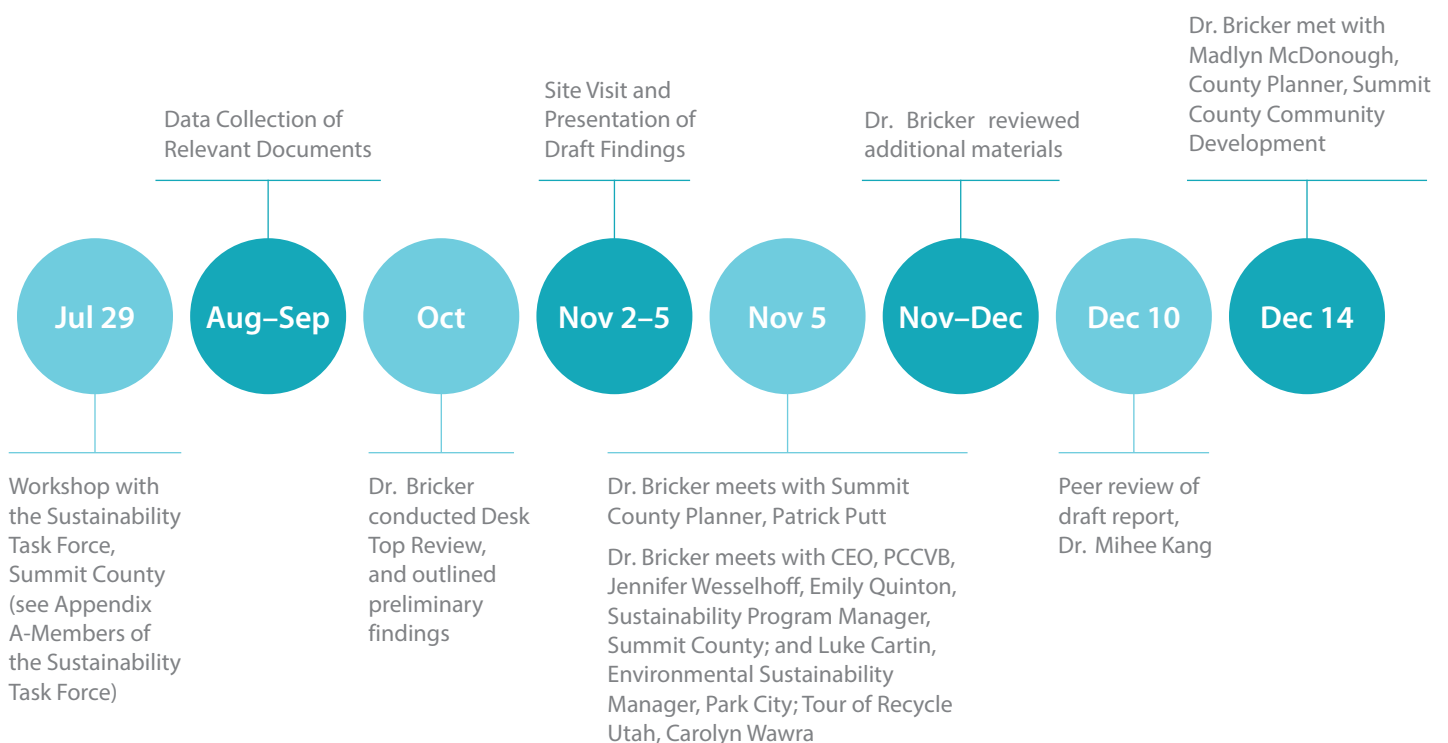 Dr. Bricker met with
Madlyn McDonough,
County Planner, Summit
County Community
Development
Site Visit and
Presentation of
Draft Findings
Data Collection of
Relevant Documents
Dr. Bricker reviewed
additional materials
Jul 29
Aug–Sep
Oct
Nov 2–5
Nov 5
Nov–Dec
Dec 10
Dec 14
Workshop with
the Sustainability
Task Force,
Summit County
(see Appendix
A-Members of
the Sustainability
Task Force)
Dr. Bricker
conducted Desk
Top Review,
and outlined
preliminary
findings
Dr. Bricker meets with Summit
County Planner, Patrick Putt
Dr. Bricker meets with CEO, PCCVB,
Jennifer Wesselhoff, Emily Quinton,
Sustainability Program Manager,
Summit County; and Luke Cartin,
Environmental Sustainability
Manager, Park City; Tour of Recycle
Utah, Carolyn Wawra
Peer review of
draft report,
Dr. Mihee Kang